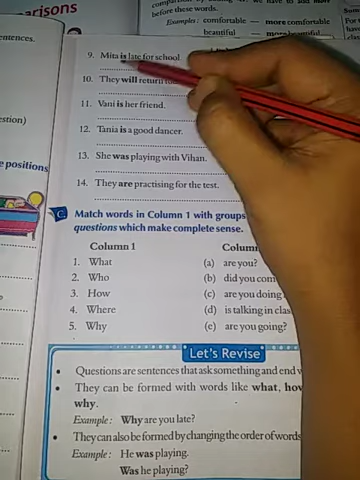 arisons
before these words.
Examples: comfortable — more comfortable
beautiful — more beautiful
entences.
9. Mita is late for school.
10. They will return
11. Vani is her friend.
estion)
12. Tania is a good dancer.
13. She was playing with Vihan.
e positions
14. They are practising for the test.
C. Match words in Column 1 with groups
questions which make complete sense.
Column 1 Colum
1. What (a) are you?
2. Who (b) did you com
3. How (c) are you doing
4. Where (d) is talking in clas
5. Why (e) are you going?
Let's Revise
• Questions are sentences that ask something and end w
• They can be formed with words like what, how
why.
Example: Why are you late?
• They can also be formed by changing the order of words
Example: He was playing.
Was he playing?